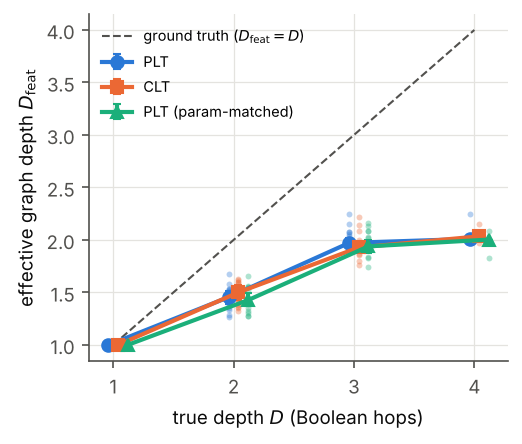 4.0
3.5
3.0
2.5
2.0
1.5
1.0
effective graph depth D_feat
ground truth (D_feat = D)
PLT
CLT
PLT (param-matched)
1
2
3
4
true depth D (Boolean hops)